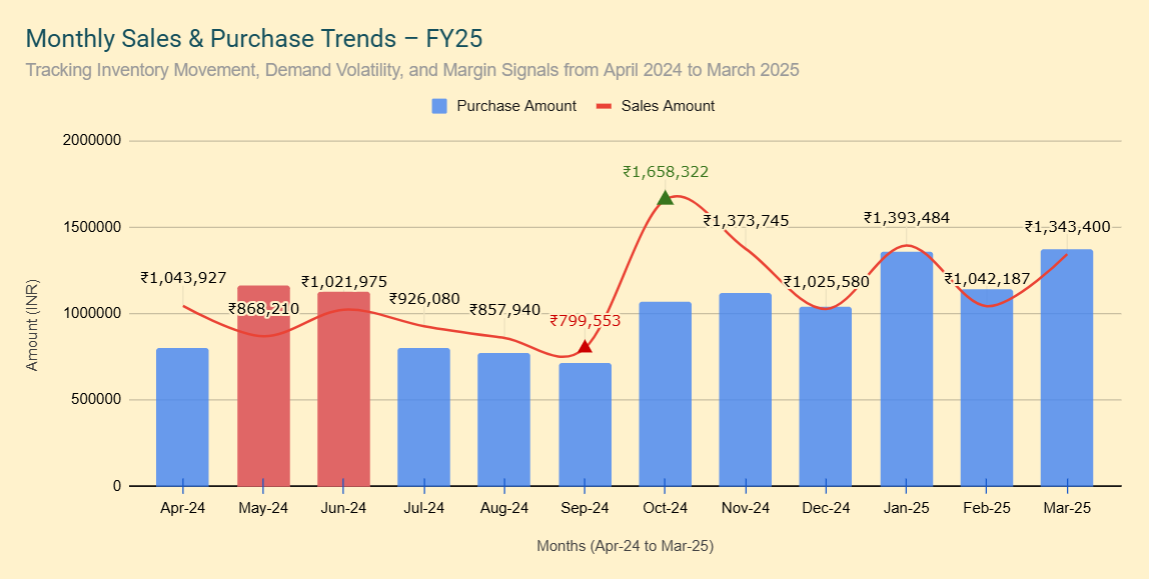 Monthly Sales & Purchase Trends – FY25
Tracking Inventory Movement, Demand Volatility, and Margin Signals from April 2024 to March 2025
Purchase Amount
Sales Amount
Amount (INR)
2000000
1500000
1000000
500000
0
₹1,043,927
₹868,210
₹1,021,975
₹926,080
₹857,940
₹799,553
₹1,658,322
₹1,373,745
₹1,025,580
₹1,393,484
₹1,042,187
₹1,343,400
Apr-24
May-24
Jun-24
Jul-24
Aug-24
Sep-24
Oct-24
Nov-24
Dec-24
Jan-25
Feb-25
Mar-25
Months (Apr-24 to Mar-25)